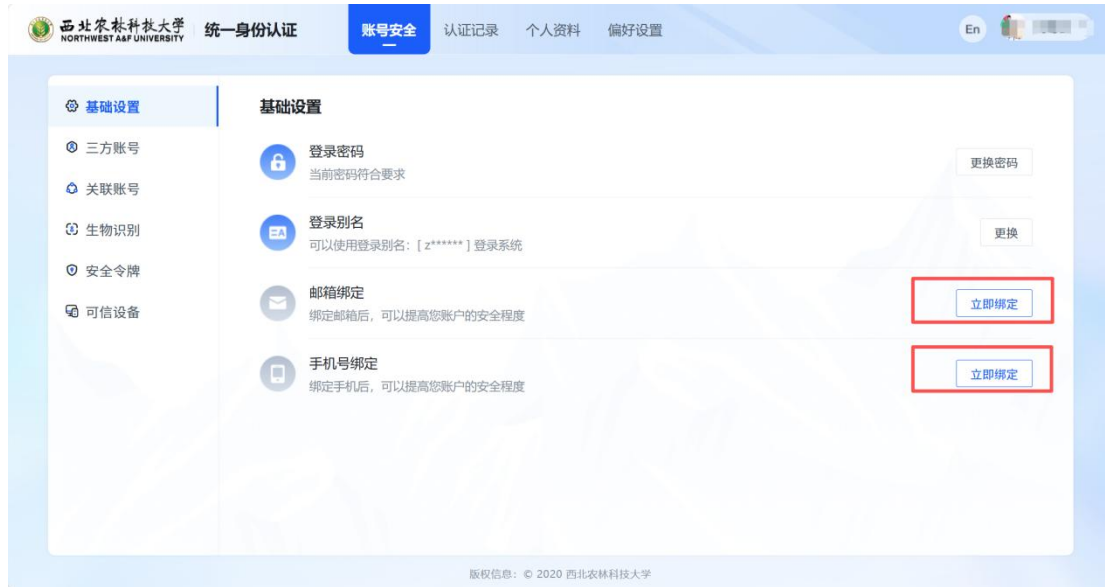 西北农林科技大学
NORTHWEST A&F UNIVERSITY
统一身份认证
账号安全
认证记录
个人资料
偏好设置
En
基础设置
三方账号
关联账号
生物识别
安全令牌
可信设备
基础设置
登录密码
当前密码符合要求
更换密码
登录别名
可以使用登录别名：[ z****** ] 登录系统
更换
邮箱绑定
绑定邮箱后，可以提高您账户的安全程度
立即绑定
手机号绑定
绑定手机后，可以提高您账户的安全程度
立即绑定
版权信息：© 2020 西北农林科技大学